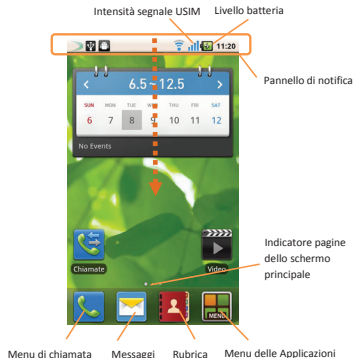 Intensità segnale USIM Livello batteria
11:20
Pannello di notifica
6.5~12.5
SUN MON TUE THU FRI SAT
6 7 8 9 10 11 12
No Events
Indicatore pagine
dello schermo
principale
Chiamate Video
MENU
Menu di chiamata Messaggi Rubrica Menu delle Applicazioni